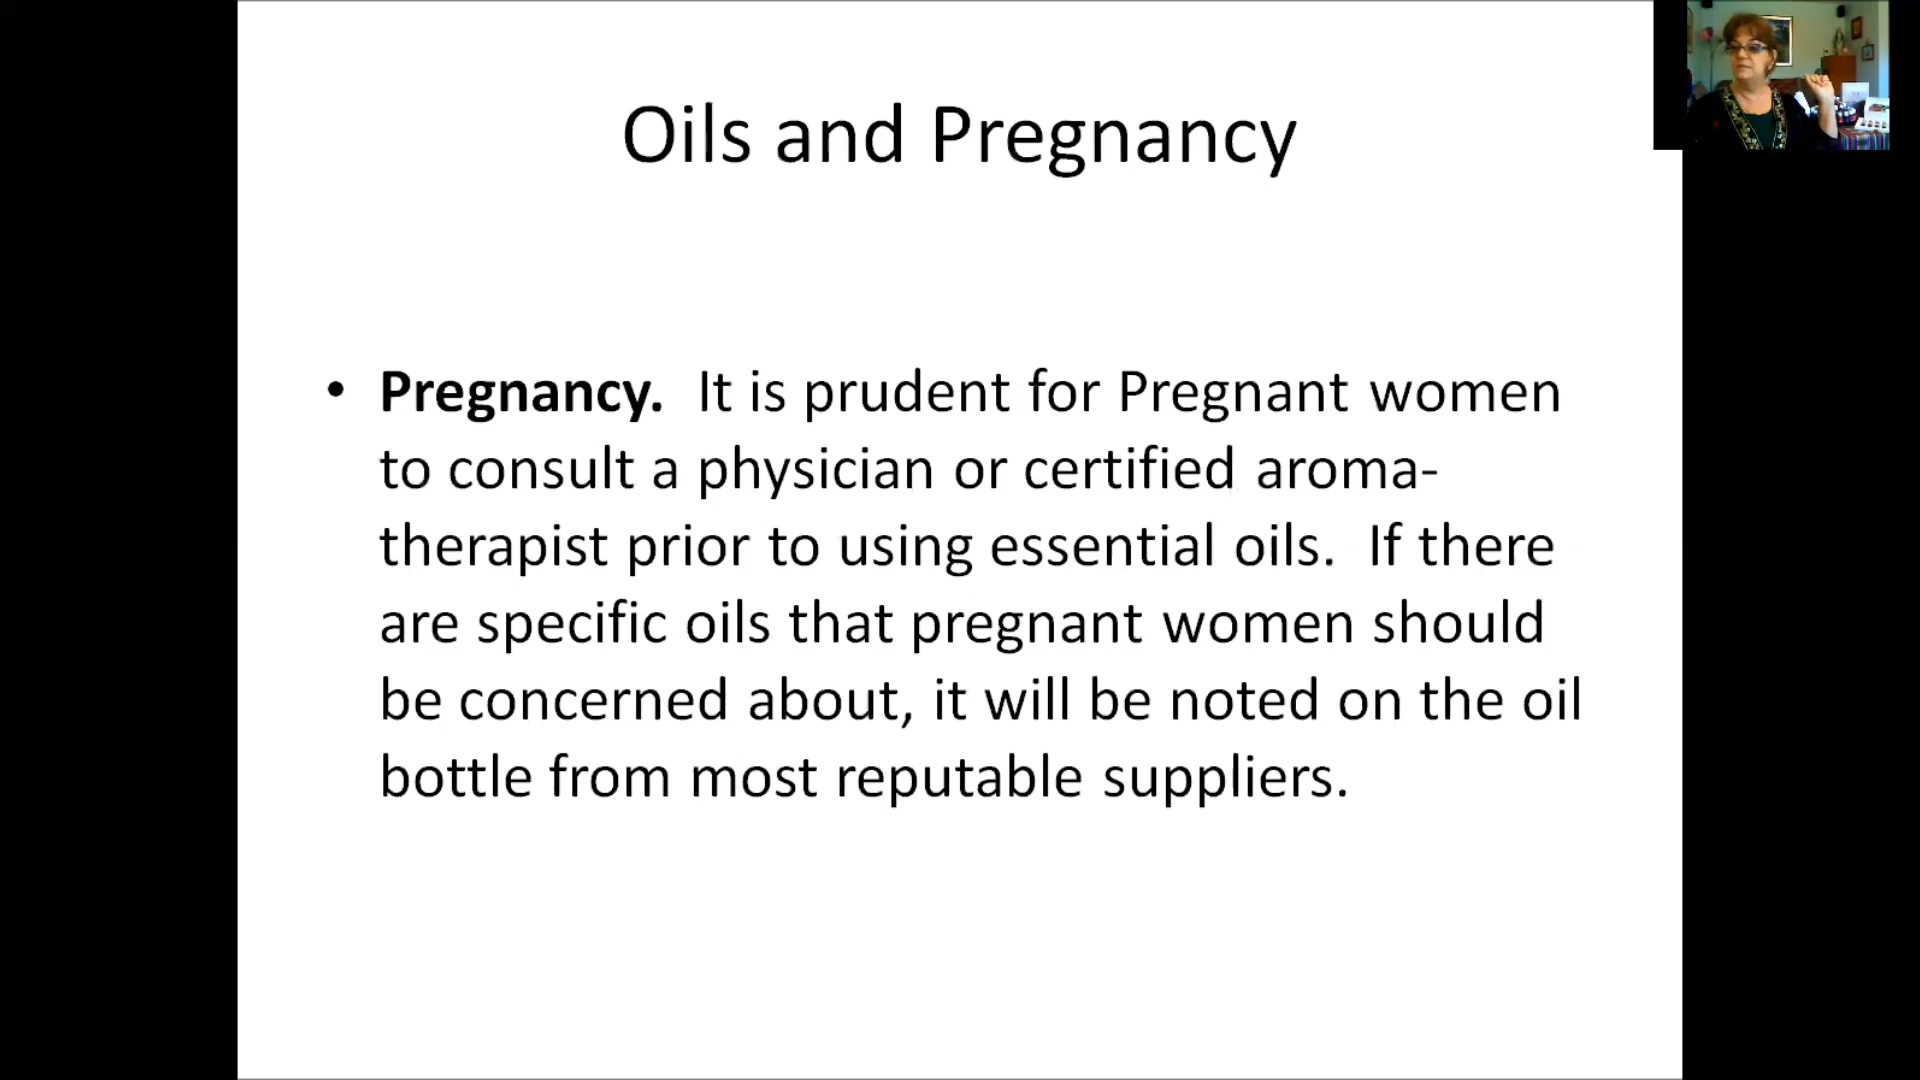 Oils and Pregnancy
• Pregnancy.  It is prudent for Pregnant women
to consult a physician or certified aroma-
therapist prior to using essential oils.  If there
are specific oils that pregnant women should
be concerned about, it will be noted on the oil
bottle from most reputable suppliers.